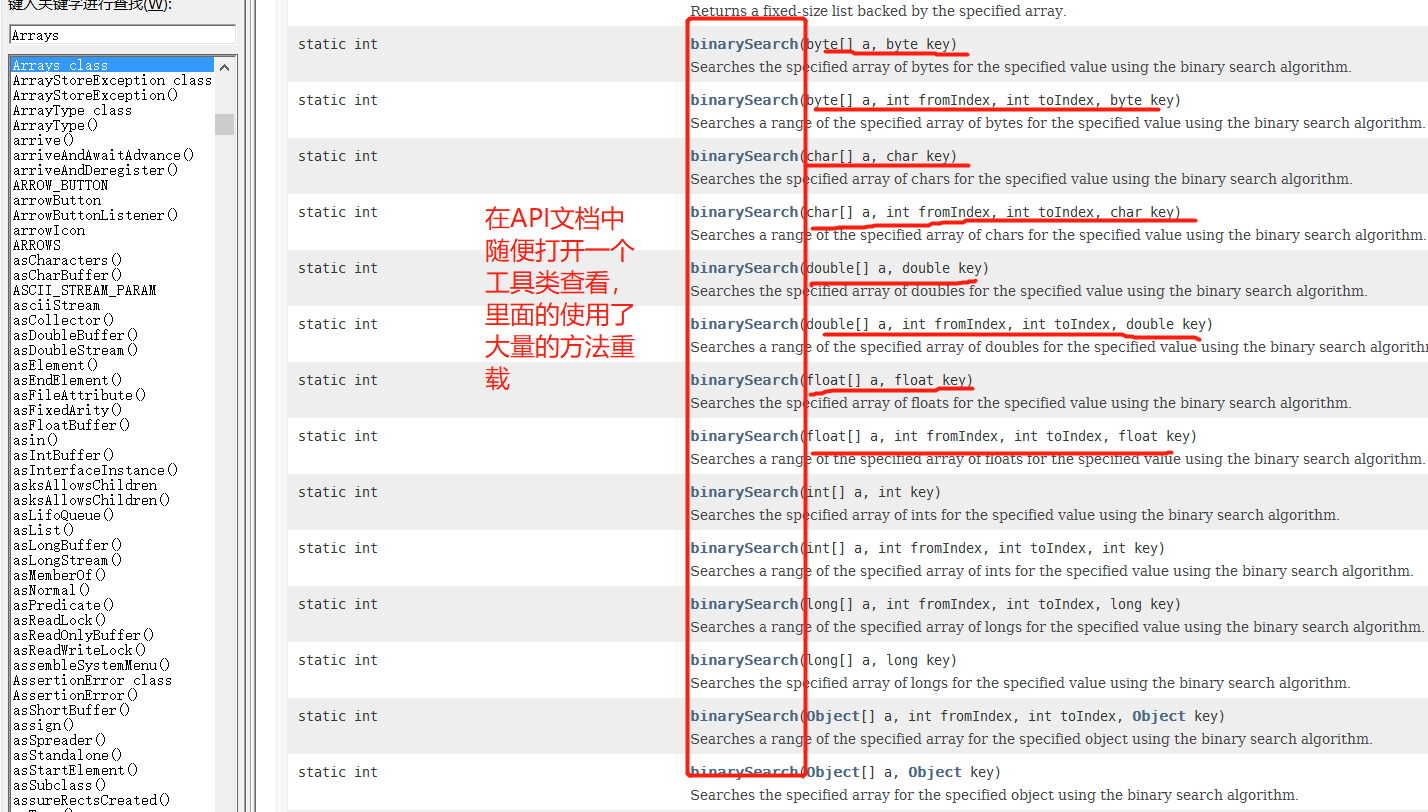 键入关键字进行查找(W):
Arrays
Arrays class
ArrayStoreException class
ArrayStoreException()
ArrayType class
ArrayType()
arrive()
arriveAndAwaitAdvance()
arriveAndDeregister()
ARROW_BUTTON
arrowButton
ArrowButtonListener()
arrowIcon
ARROWS
asCharacters()
asCharBuffer()
ASCII_STREAM_PARAM
asciiStream
asCollector()
asDoubleBuffer()
asDoubleStream()
asElement()
asEndElement()
asFileAttribute()
asFixedArity()
asFloatBuffer()
asin()
asIntBuffer()
asInterfaceInstance()
asksAllowsChildren
asksAllowsChildren()
asLifoQueue()
asList()
asLongBuffer()
asLongStream()
asMemberOf()
asNormal()
asPredicate()
asReadLock()
asReadOnlyBuffer()
asReadWriteLock()
assembleSystemMenu()
AssertionError class
AssertionError()
asShortBuffer()
assign()
asSpreader()
asStandalone()
asStartElement()
asSubclass()
assureRectsCreated()
在API文档中
随便打开一个
工具类查看，
里面的使用了
大量的方法重
载
Returns a fixed-size list backed by the specified array.
static int binarySearch(byte[] a, byte key)
Searches the specified array of bytes for the specified value using the binary search algorithm.
static int binarySearch(byte[] a, int fromIndex, int toIndex, byte key)
Searches a range of the specified array of bytes for the specified value using the binary search algorithm.
static int binarySearch(char[] a, char key)
Searches the specified array of chars for the specified value using the binary search algorithm.
static int binarySearch(char[] a, int fromIndex, int toIndex, char key)
Searches a range of the specified array of chars for the specified value using the binary search algorithm.
static int binarySearch(double[] a, double key)
Searches the specified array of doubles for the specified value using the binary search algorithm.
static int binarySearch(double[] a, int fromIndex, int toIndex, double key)
Searches a range of the specified array of doubles for the specified value using the binary search
static int binarySearch(float[] a, float key)
Searches the specified array of floats for the specified value using the binary search algorithm.
static int binarySearch(float[] a, int fromIndex, int toIndex, float key)
Searches a range of the specified array of floats for the specified value using the binary search algorithm.
static int binarySearch(int[] a, int key)
Searches the specified array of ints for the specified value using the binary search algorithm.
static int binarySearch(int[] a, int fromIndex, int toIndex, int key)
Searches a range of the specified array of ints for the specified value using the binary search algorithm.
static int binarySearch(long[] a, int fromIndex, int toIndex, long key)
Searches a range of the specified array of longs for the specified value using the binary search algorithm.
static int binarySearch(long[] a, long key)
Searches the specified array of longs for the specified value using the binary search algorithm.
static int binarySearch(Object[] a, int fromIndex, int toIndex, Object key)
Searches a range of the specified array for the specified object using the binary search algorithm.
static int binarySearch(Object[] a, Object key)
Searches the specified array for the specified object using the binary search algorithm.